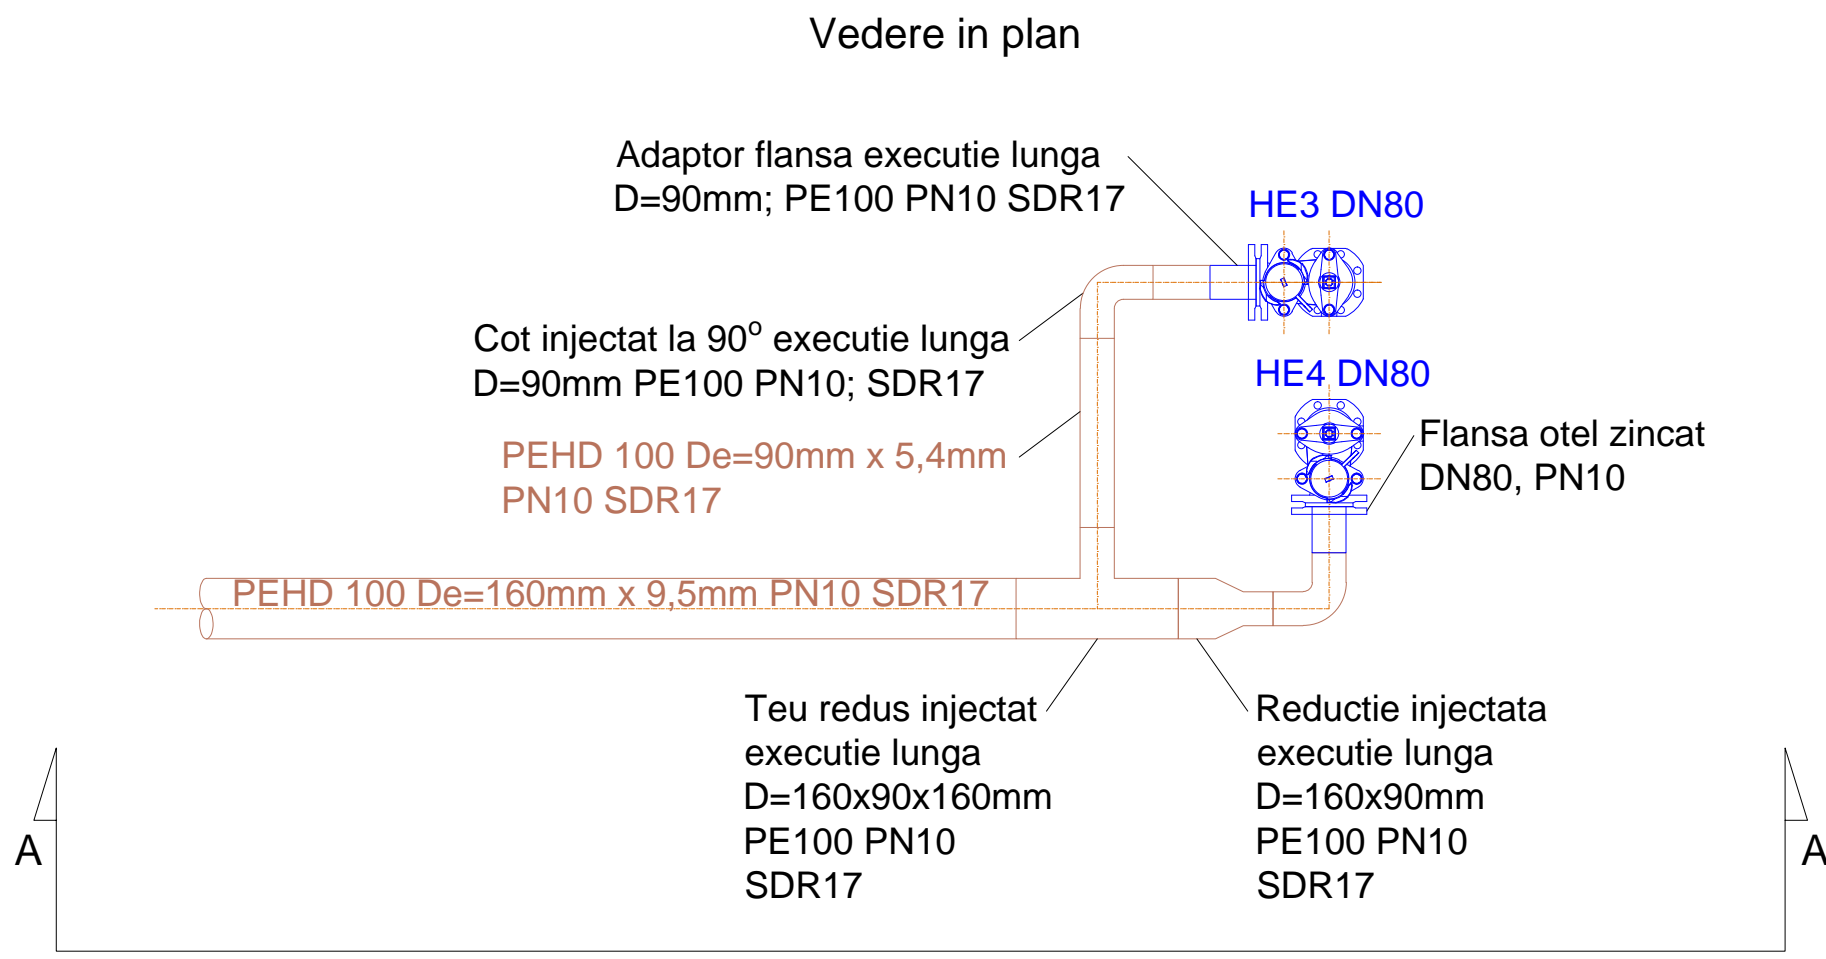 Vedere in plan
Adaptor flansa executie lunga
D=90mm; PE100 PN10 SDR17
HE3 DN80
Cot injectat la 90° executie lunga
D=90mm PE100 PN10; SDR17
HE4 DN80
Flansa otel zincat
DN80, PN10
PEHD 100 De=90mm x 5,4mm
PN10 SDR17
PEHD 100 De=160mm x 9,5mm PN10 SDR17
Teu redus injectat
executie lunga
D=160x90x160mm
PE100 PN10
SDR17
Reductie injectata
executie lunga
D=160x90mm
PE100 PN10
SDR17
A
A